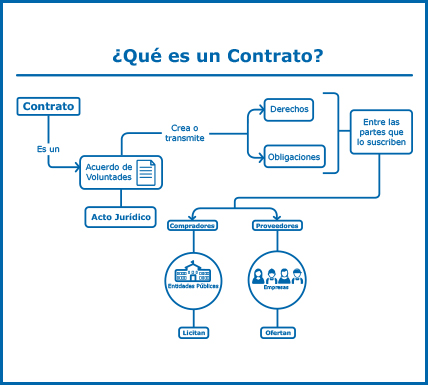 ¿Qué es un Contrato?
Contrato
Es un
Acuerdo de
Voluntades
Acto Jurídico
Crea o
transmite
Derechos
Obligaciones
Entre las
partes que
lo suscriben
Compradores
Proveedores
Entidades Públicas
Empresas
Licitan
Ofertan